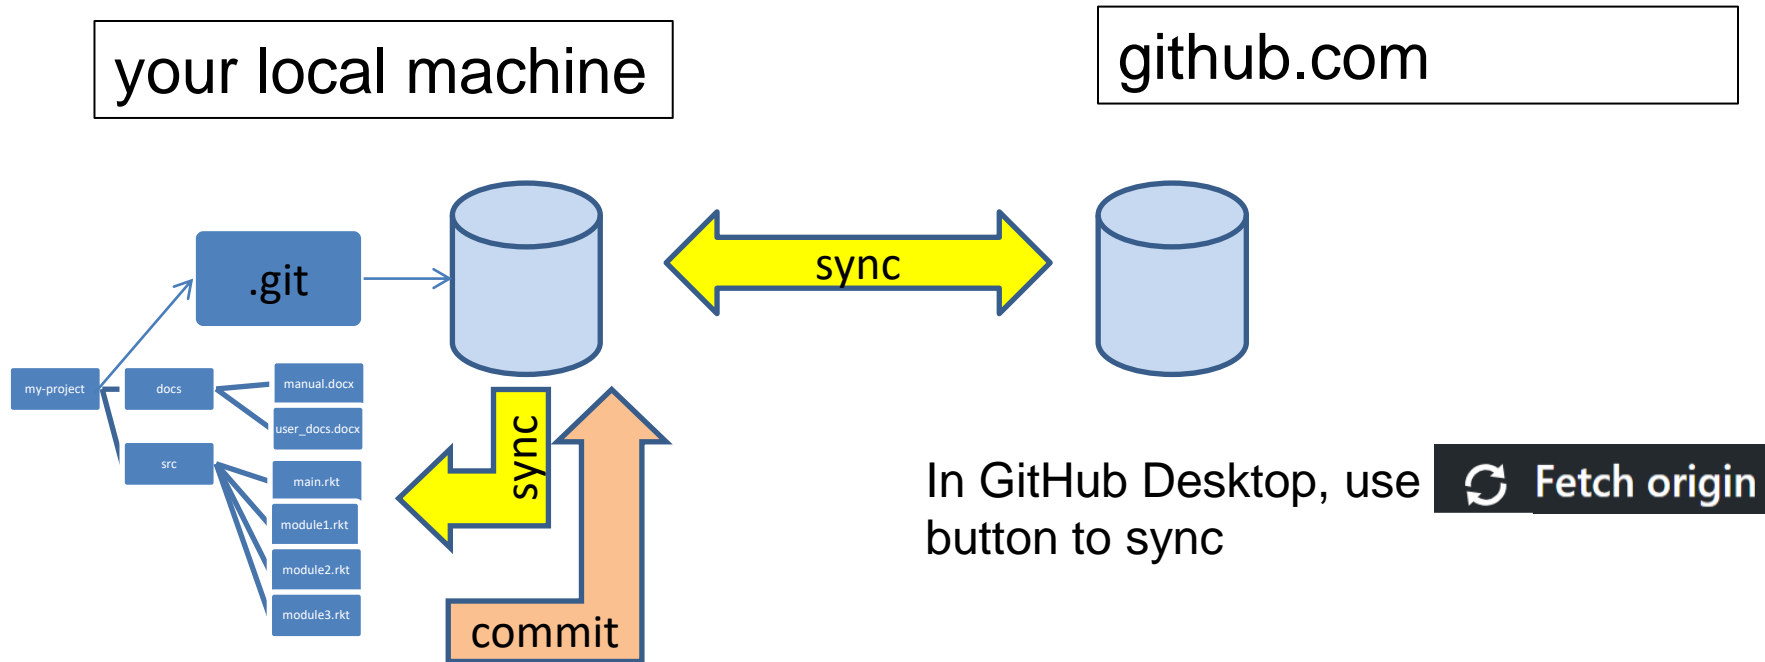 your local machine
github.com
.git
sync
my-project
docs
manual.docx
user_docs.docx
src
main.rkt
module1.rkt
module2.rkt
module3.rkt
sync
commit
In GitHub Desktop, use Fetch origin
button to sync